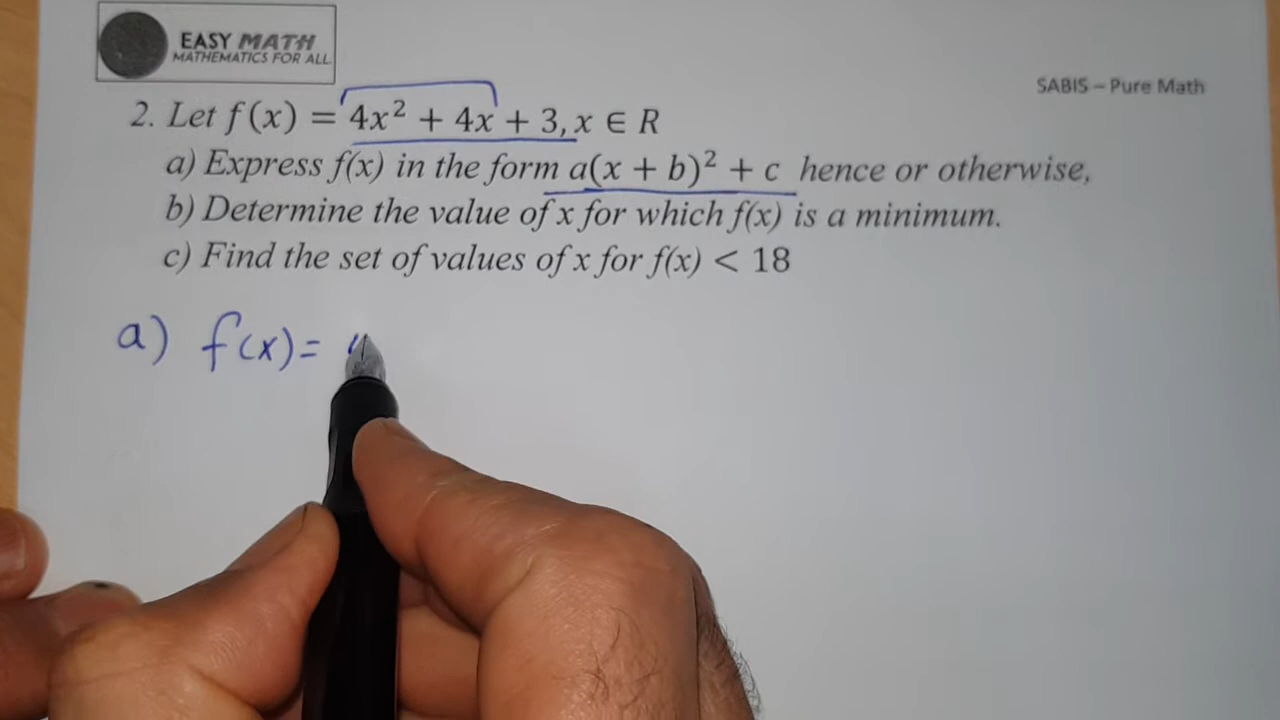 EASY MATH
MATHEMATICS FOR ALL
SABIS – Pure Math
2. Let f(x) = 4x² + 4x + 3, x ∈ R
a) Express f(x) in the form a(x + b)² + c hence or otherwise,
b) Determine the value of x for which f(x) is a minimum.
c) Find the set of values of x for f(x) < 18
a) f(x) =